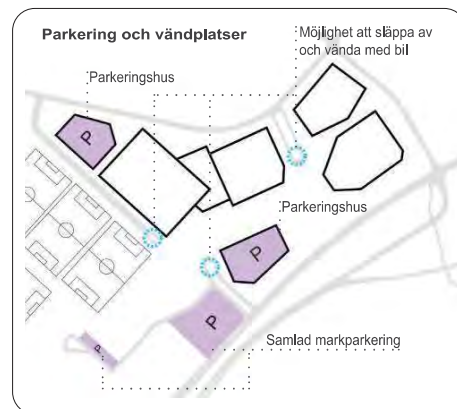 Parkering och vändplatser
Möjlighet att släppa av
och vända med bil
Parkeringshus
P
Parkeringshus
P
P
P
Samlad markparkering